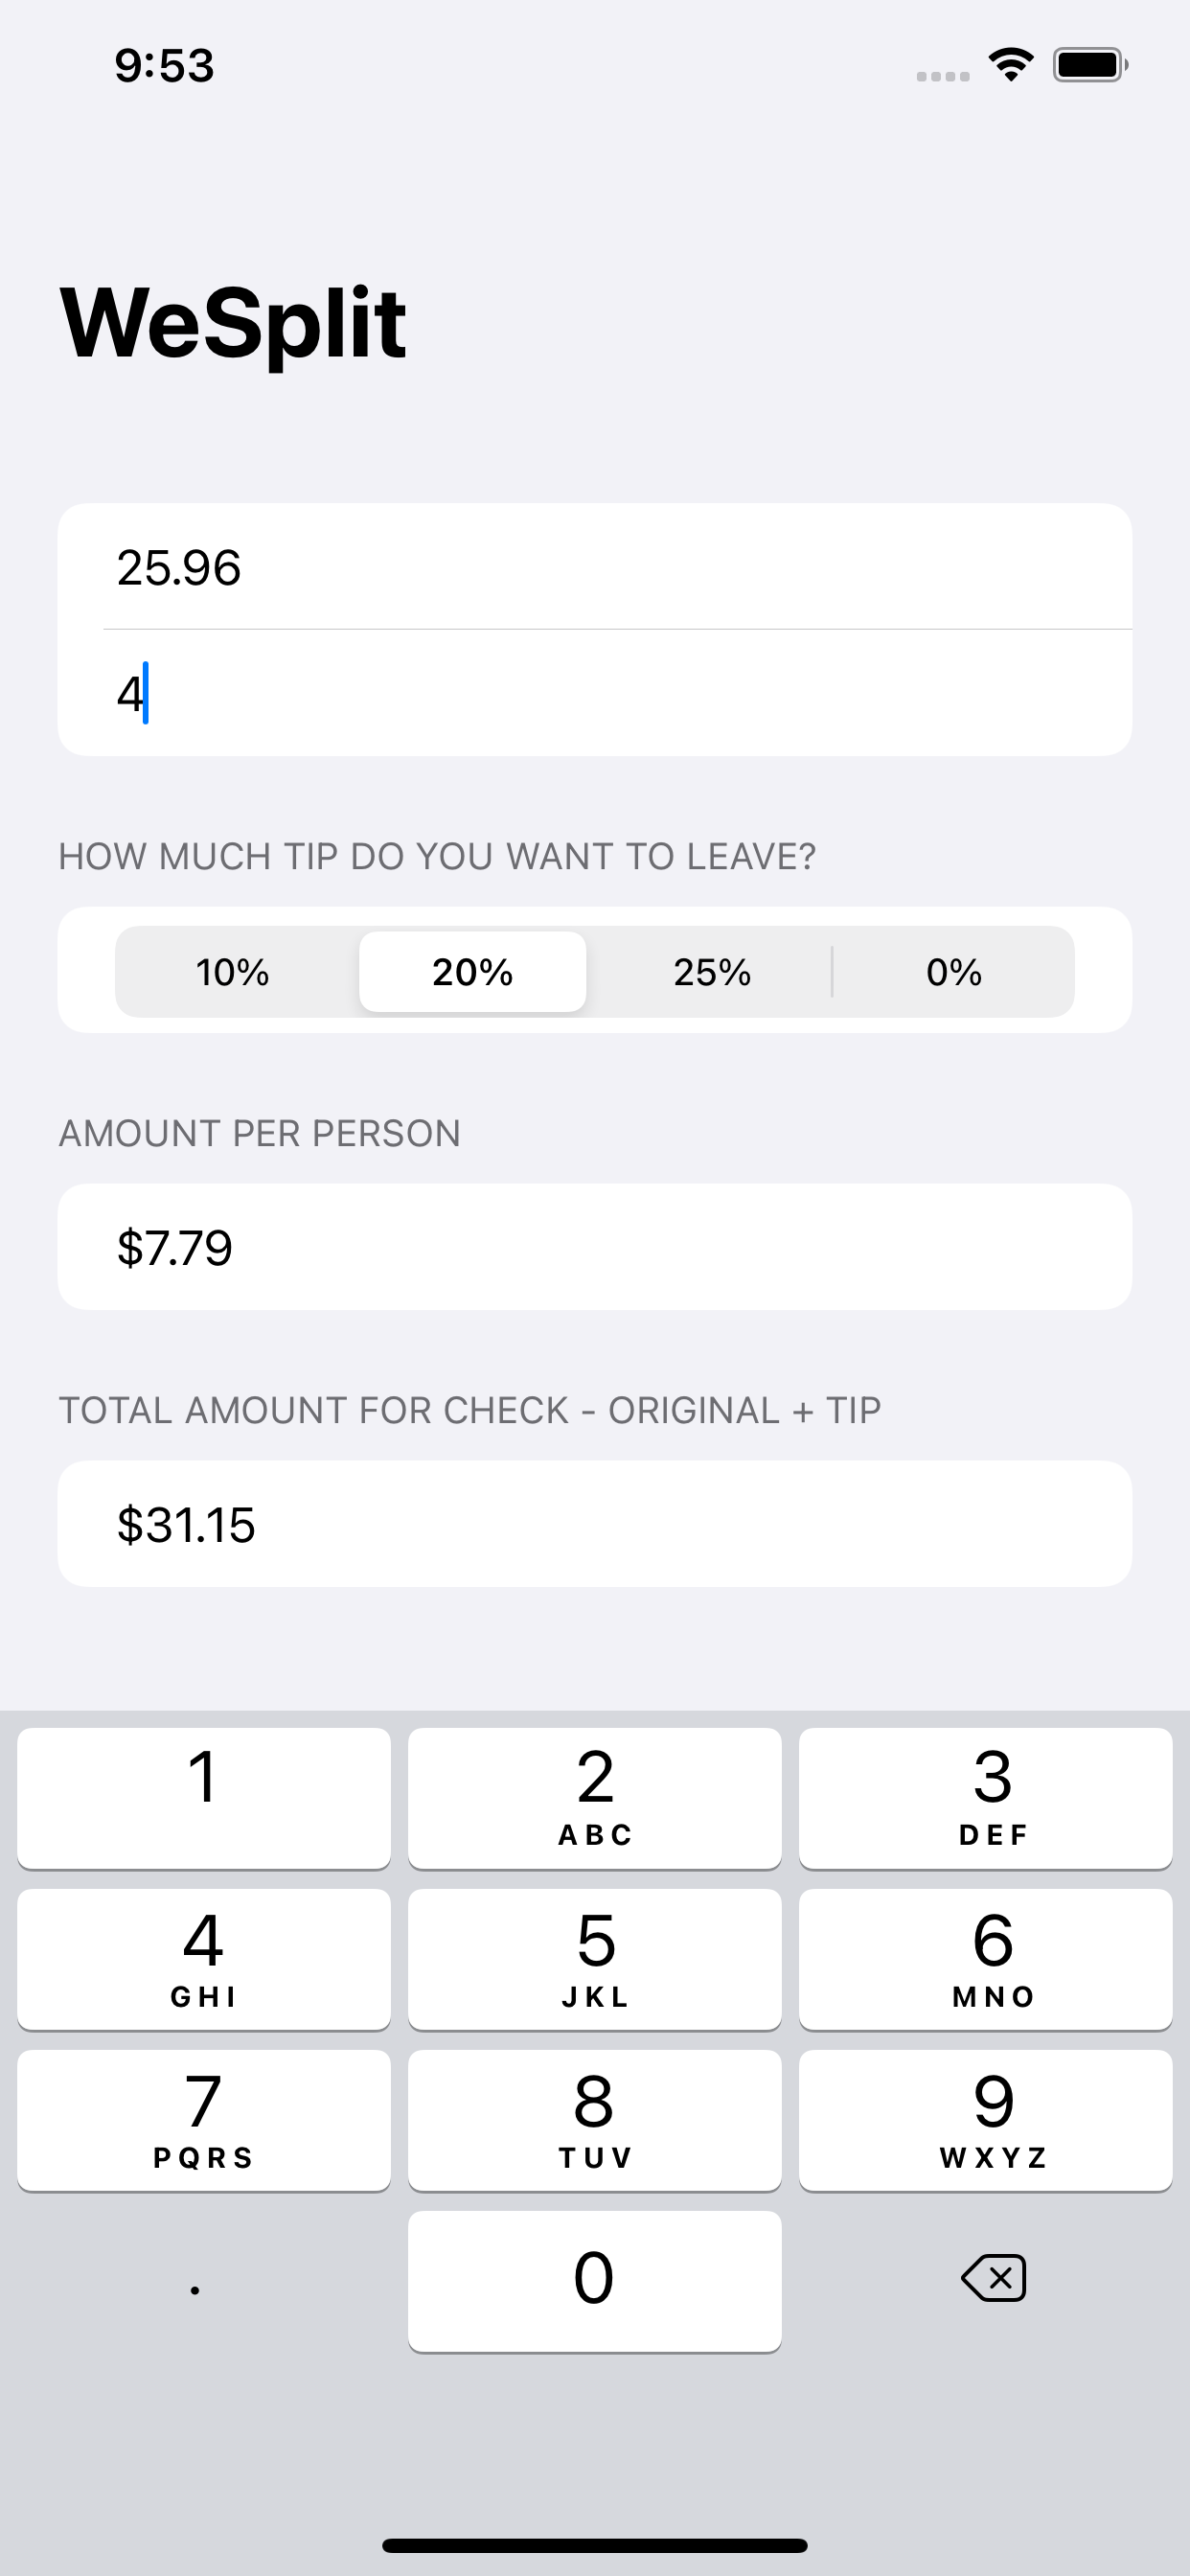 9:53
WeSplit
25.96
4
HOW MUCH TIP DO YOU WANT TO LEAVE?
10% 20% 25% 0%
AMOUNT PER PERSON
$7.79
TOTAL AMOUNT FOR CHECK - ORIGINAL + TIP
$31.15
1 2 3
ABC DEF
4 5 6
GHI JKL MNO
7 8 9
PQRS TUV WXYZ
. 0